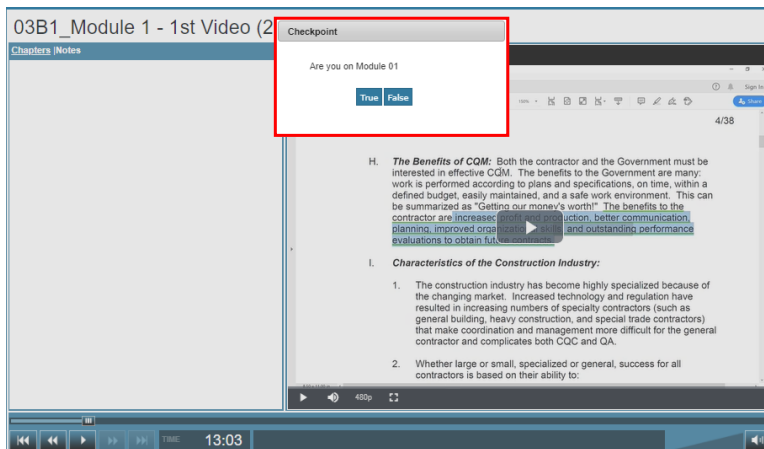 03B1_Module 1 - 1st Video (2
Checkpoint
Are you on Module 01
True False
Chapters |Notes
Sign In
Share
4/38
H. The Benefits of CQM: Both the contractor and the Government must be
interested in effective CQM. The benefits to the Government are many:
work is performed according to plans and specifications, on time, within a
defined budget, easily maintained, and a safe work environment. This can
be summarized as "Getting our money's worth!" The benefits to the
contractor are increased profit and production, better communication,
planning, improved organizational skills, and outstanding performance
evaluations to obtain future contracts.
I. Characteristics of the Construction Industry:
1. The construction industry has become highly specialized because of
the changing market. Increased technology and regulation have
resulted in increasing numbers of specialty contractors (such as
general building, heavy construction, and special trade contractors)
that make coordination and management more difficult for the general
contractor and complicates both CQC and QA.
2. Whether large or small, specialized or general, success for all
contractors is based on their ability to:
480p
TIME 13:03